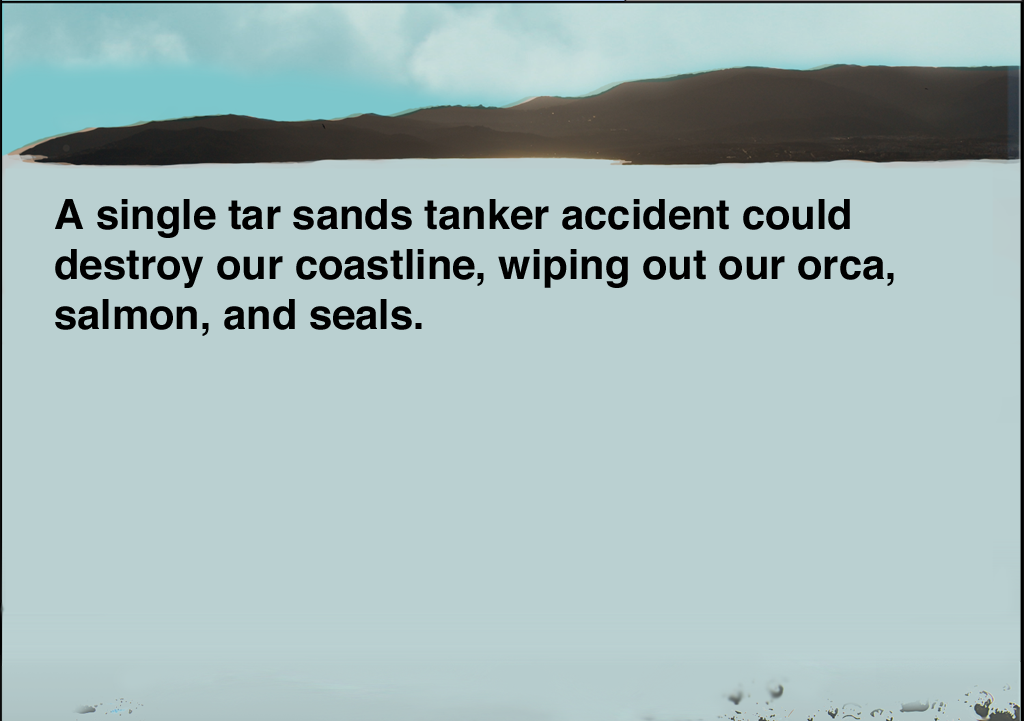 A single tar sands tanker accident could
destroy our coastline, wiping out our orca,
salmon, and seals.